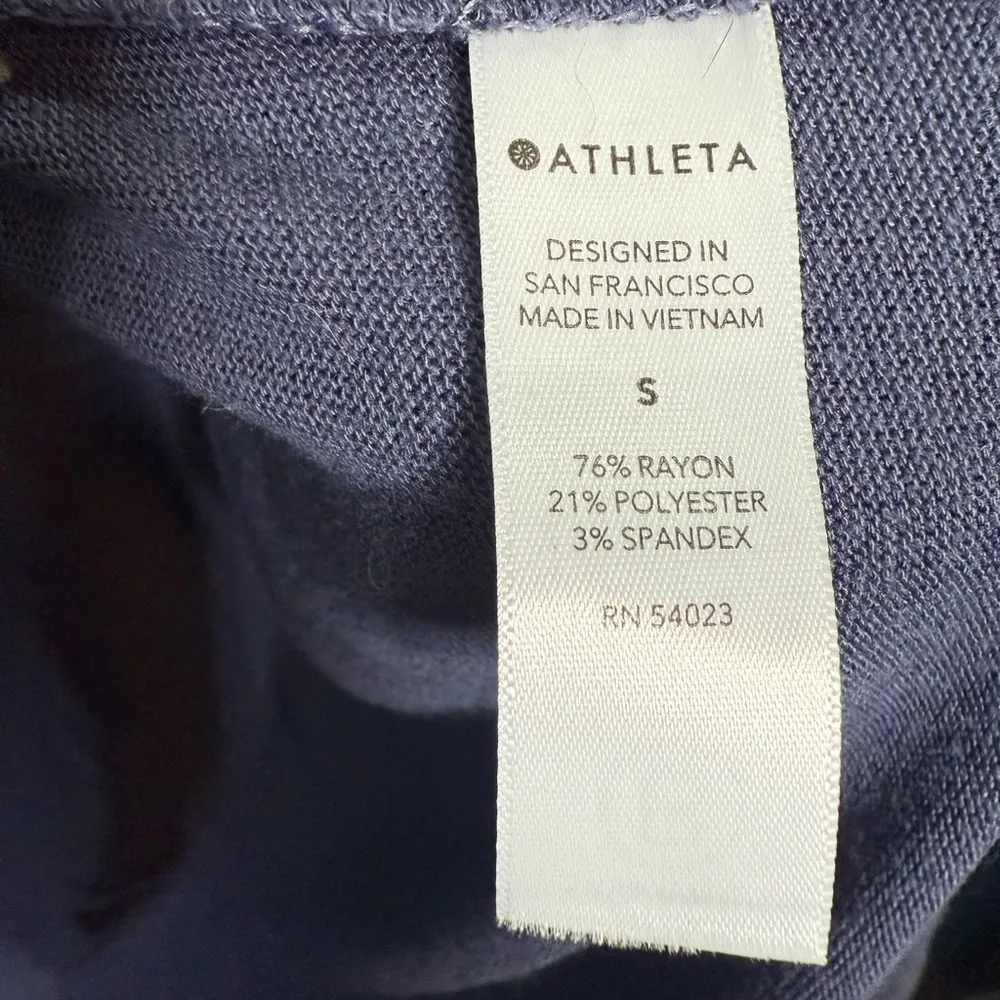 ATHLETA
DESIGNED IN
SAN FRANCISCO
MADE IN VIETNAM
S
76% RAYON
21% POLYESTER
3% SPANDEX
RN 54023